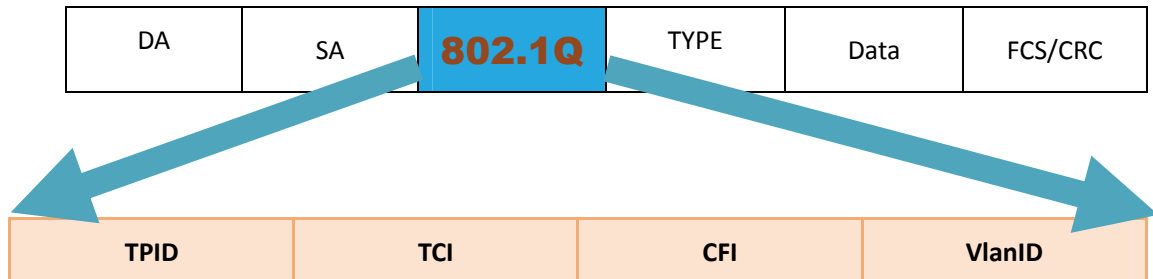 DA SA 802.1Q TYPE Data FCS/CRC
TPID TCI CFI VlanID